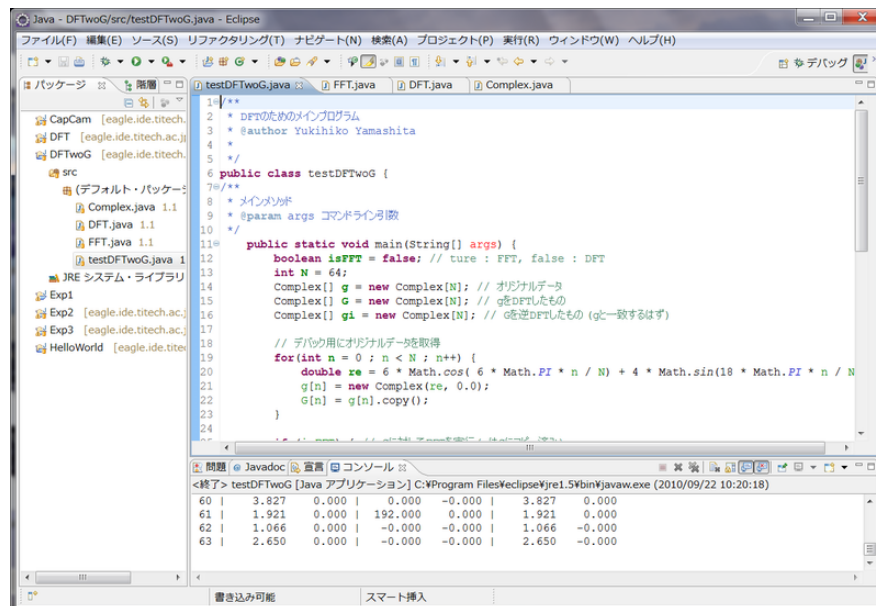 Java - DFTwoG/src/testDFTwoG.java - Eclipse
ファイル(F) 編集(E) ソース(S) リファクタリング(T) ナビゲート(N) 検索(A) プロジェクト(P) 実行(R) ウィンドウ(W) ヘルプ(H)
デバッグ
パッケージ 階層
testDFTwoG.java FFT.java DFT.java Complex.java
CapCam [eagle.ide.titech.
DFT [eagle.ide.titech.ac.j
DFTwoG [eagle.ide.titech.
src
(デフォルト・パッケージ
Complex.java 1.1
DFT.java 1.1
FFT.java 1.1
testDFTwoG.java 1
JRE システム・ライブラリ
Exp1
Exp2 [eagle.ide.titech.ac.
Exp3 [eagle.ide.titech.ac.
HelloWorld [eagle.ide.tite
1 /**
2 * DFTのためのメインプログラム
3 * @author Yukihiko Yamashita
4 *
5 */
6 public class testDFTwoG {
7 /**
8 * メインメソッド
9 * @param args コマンドライン引数
10 */
11 public static void main(String[] args) {
12 boolean isFFT = false; // ture : FFT, false : DFT
13 int N = 64;
14 Complex[] g = new Complex[N]; // オリジナルデータ
15 Complex[] G = new Complex[N]; // gをDFTしたもの
16 Complex[] gi = new Complex[N]; // Gを逆DFTしたもの (gと一致するはず)
17
18 // デバック用にオリジナルデータを取得
19 for(int n = 0 ; n < N ; n++) {
20 double re = 6 * Math.cos( 6 * Math.PI * n / N) + 4 * Math.sin(18 * Math.PI * n / N
21 g[n] = new Complex(re, 0.0);
22 G[n] = g[n].copy();
23 }
24
問題 Javadoc 宣言 コンソール
<終了> testDFTwoG [Java アプリケーション] C:¥Program Files¥eclipse¥jre1.5¥bin¥javaw.exe (2010/09/22 10:20:18)
60 | 3.827 0.000 | 0.000 -0.000 | 3.827 0.000
61 | 1.921 0.000 | 192.000 0.000 | 1.921 0.000
62 | 1.066 0.000 | -0.000 -0.000 | 1.066 -0.000
63 | 2.650 0.000 | -0.000 -0.000 | 2.650 -0.000
書き込み可能 スマート挿入